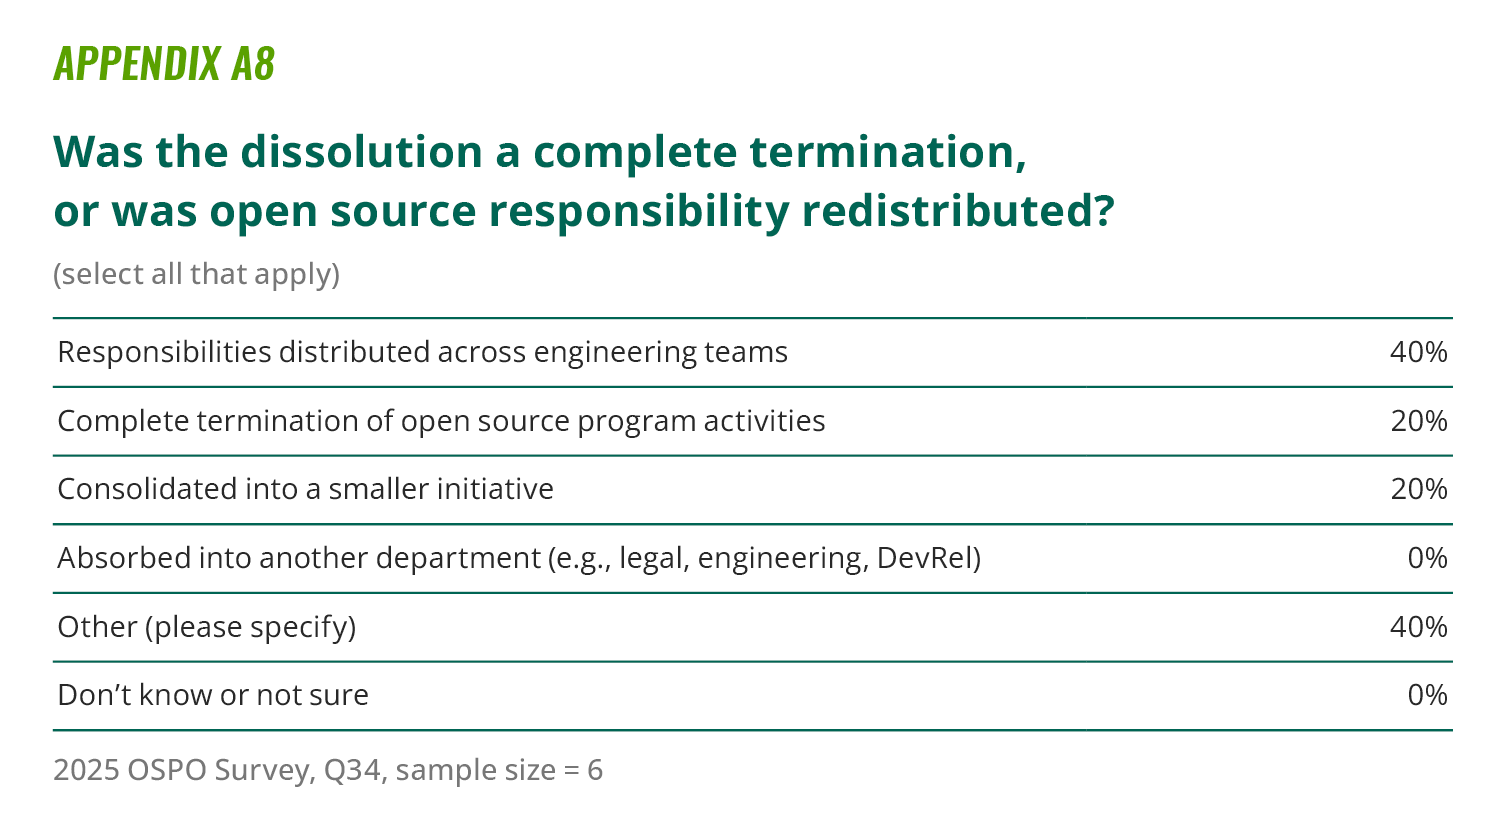 APPENDIX A8
Was the dissolution a complete termination,
or was open source responsibility redistributed?
(select all that apply)
Responsibilities distributed across engineering teams 40%
Complete termination of open source program activities 20%
Consolidated into a smaller initiative 20%
Absorbed into another department (e.g., legal, engineering, DevRel) 0%
Other (please specify) 40%
Don’t know or not sure 0%
2025 OSPO Survey, Q34, sample size = 6